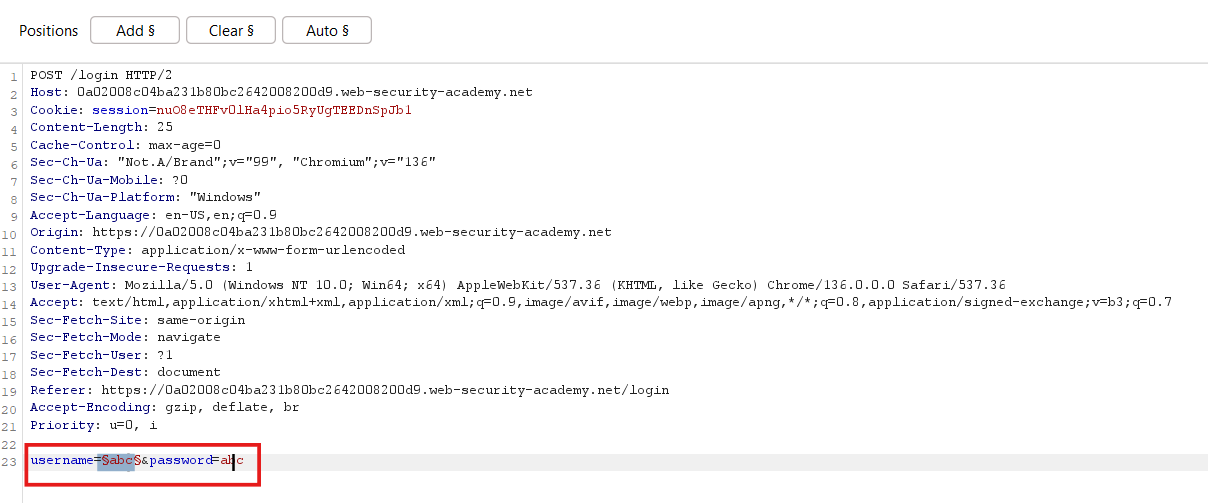 Positions Add § Clear § Auto §
1 POST /login HTTP/2
2 Host: 0a02008c04ba231b80bc2642008200d9.web-security-academy.net
3 Cookie: session=nuO8eTHFvOlHa4pio5RyUgTEEDnSpJb1
4 Content-Length: 25
5 Cache-Control: max-age=0
6 Sec-Ch-Ua: "Not.A/Brand";v="99", "Chromium";v="136"
7 Sec-Ch-Ua-Mobile: ?0
8 Sec-Ch-Ua-Platform: "Windows"
9 Accept-Language: en-US,en;q=0.9
10 Origin: https://0a02008c04ba231b80bc2642008200d9.web-security-academy.net
11 Content-Type: application/x-www-form-urlencoded
12 Upgrade-Insecure-Requests: 1
13 User-Agent: Mozilla/5.0 (Windows NT 10.0; Win64; x64) AppleWebKit/537.36 (KHTML, like Gecko) Chrome/136.0.0.0 Safari/537.36
14 Accept: text/html,application/xhtml+xml,application/xml;q=0.9,image/avif,image/webp,image/apng,*/*;q=0.8,application/signed-exchange;v=b3;q=0.7
15 Sec-Fetch-Site: same-origin
16 Sec-Fetch-Mode: navigate
17 Sec-Fetch-User: ?1
18 Sec-Fetch-Dest: document
19 Referer: https://0a02008c04ba231b80bc2642008200d9.web-security-academy.net/login
20 Accept-Encoding: gzip, deflate, br
21 Priority: u=0, i
22
23 username=§abc§&password=abc